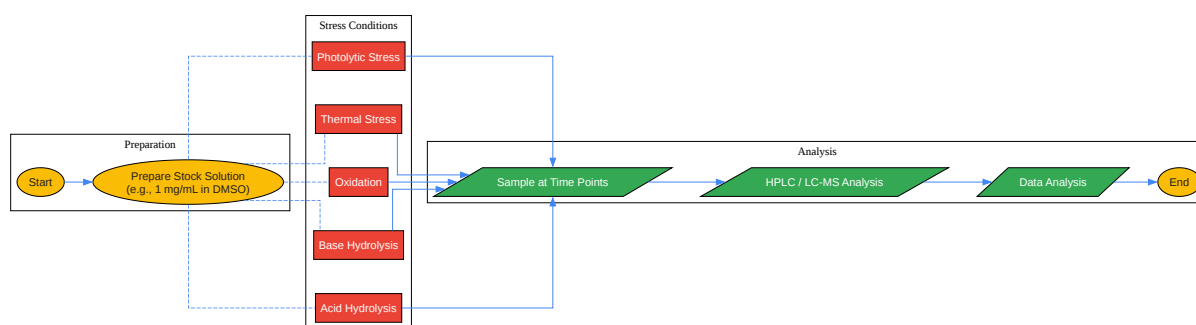 Stress Conditions
Photolytic Stress
Thermal Stress
Preparation
Analysis
Start
Prepare Stock Solution
(e.g., 1 mg/mL in DMSO)
Oxidation
Sample at Time Points
HPLC / LC-MS Analysis
Data Analysis
End
Base Hydrolysis
Acid Hydrolysis